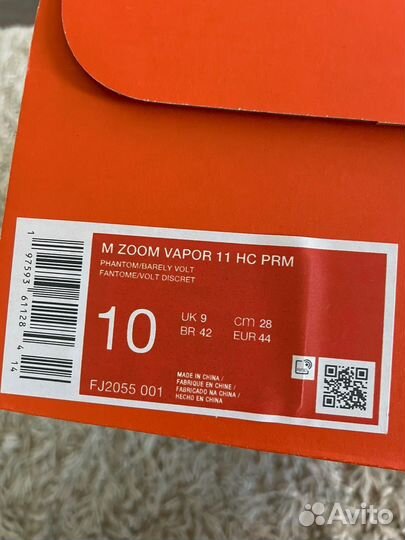 M ZOOM VAPOR 11 HC PRM
PHANTOM/BARELY VOLT
FANTOME/VOLT DISCRET
10
UK 9
cm 28
BR 42
EUR 44
FJ2055 001
MADE IN CHINA /
FABRIQUE EN CHINE /
FABRICADO NA CHINA /
HECHO EN CHINA
1 97593 61128 4 14
Avito